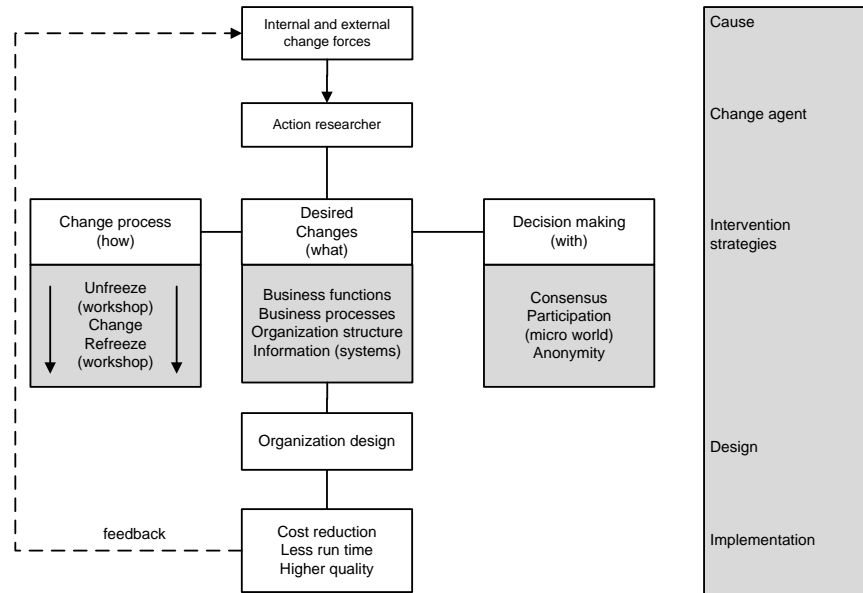 Internal and external
change forces
Cause
Action researcher
Change agent
Change process
(how)
Desired
Changes
(what)
Decision making
(with)
Intervention
strategies
Unfreeze
(workshop)
Change
Refreeze
(workshop)
Business functions
Business processes
Organization structure
Information (systems)
Consensus
Participation
(micro world)
Anonymity
Organization design
Design
feedback
Cost reduction
Less run time
Higher quality
Implementation